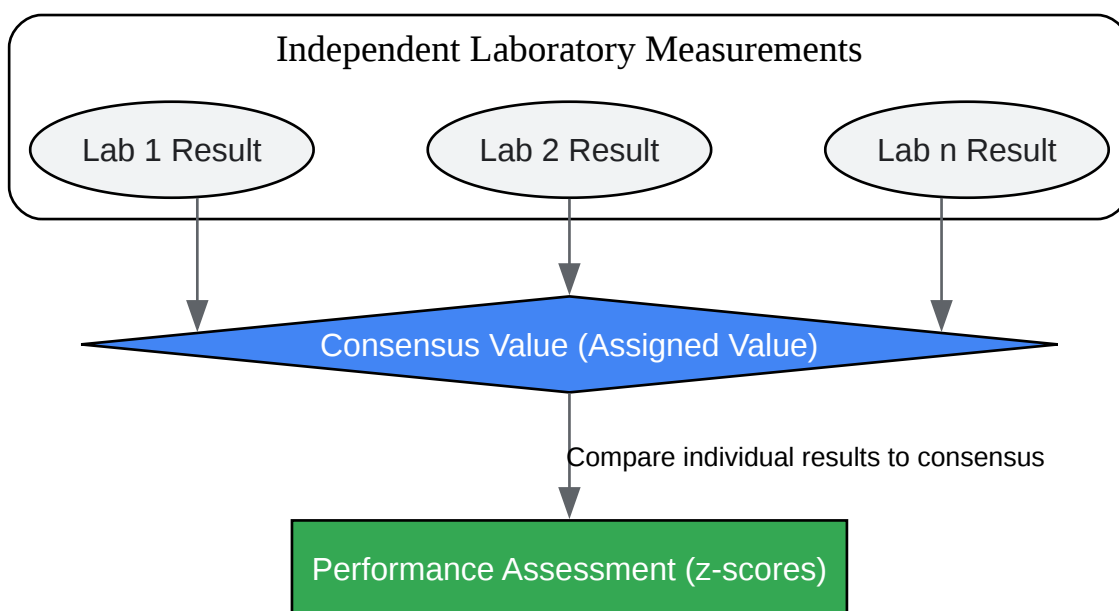 Independent Laboratory Measurements
Lab 1 Result
Lab 2 Result
Lab n Result
Consensus Value (Assigned Value)
Compare individual results to consensus
Performance Assessment (z-scores)